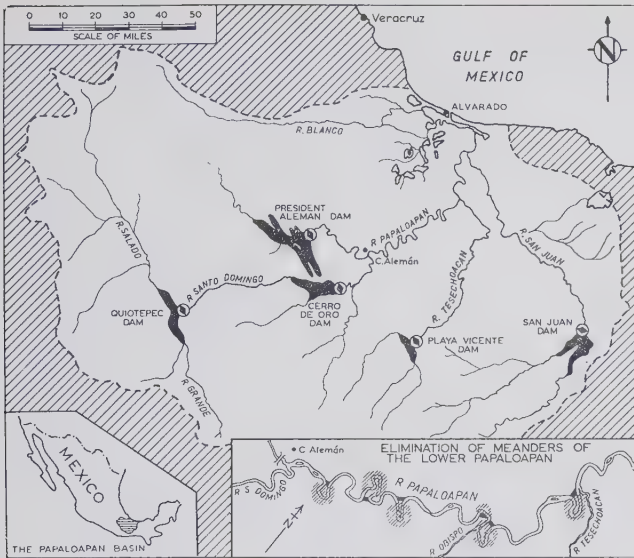 0 10 20 30 40 50
SCALE OF MILES
Veracruz
GULF OF
MEXICO
N
ALVARADO
R. BLANCO
PRESIDENT
ALEMAN DAM
R PAPALOAPAN
C. Alemán
R. SALADO
R. SAN JUAN
R SANTO DOMINGO
R. TESECHOACAN
QUIOTEPEC
DAM
CERRO
DE ORO
DAM
PLAYA VICENTE
DAM
SAN JUAN
DAM
R GRANDE
MEXICO
THE PAPALOAPAN BASIN
C Alemán
ELIMINATION OF MEANDERS OF
THE LOWER PAPALOAPAN
R S. DOMINGO
R PAPALOAPAN
N
R OBISPO
R TESECHOACAN